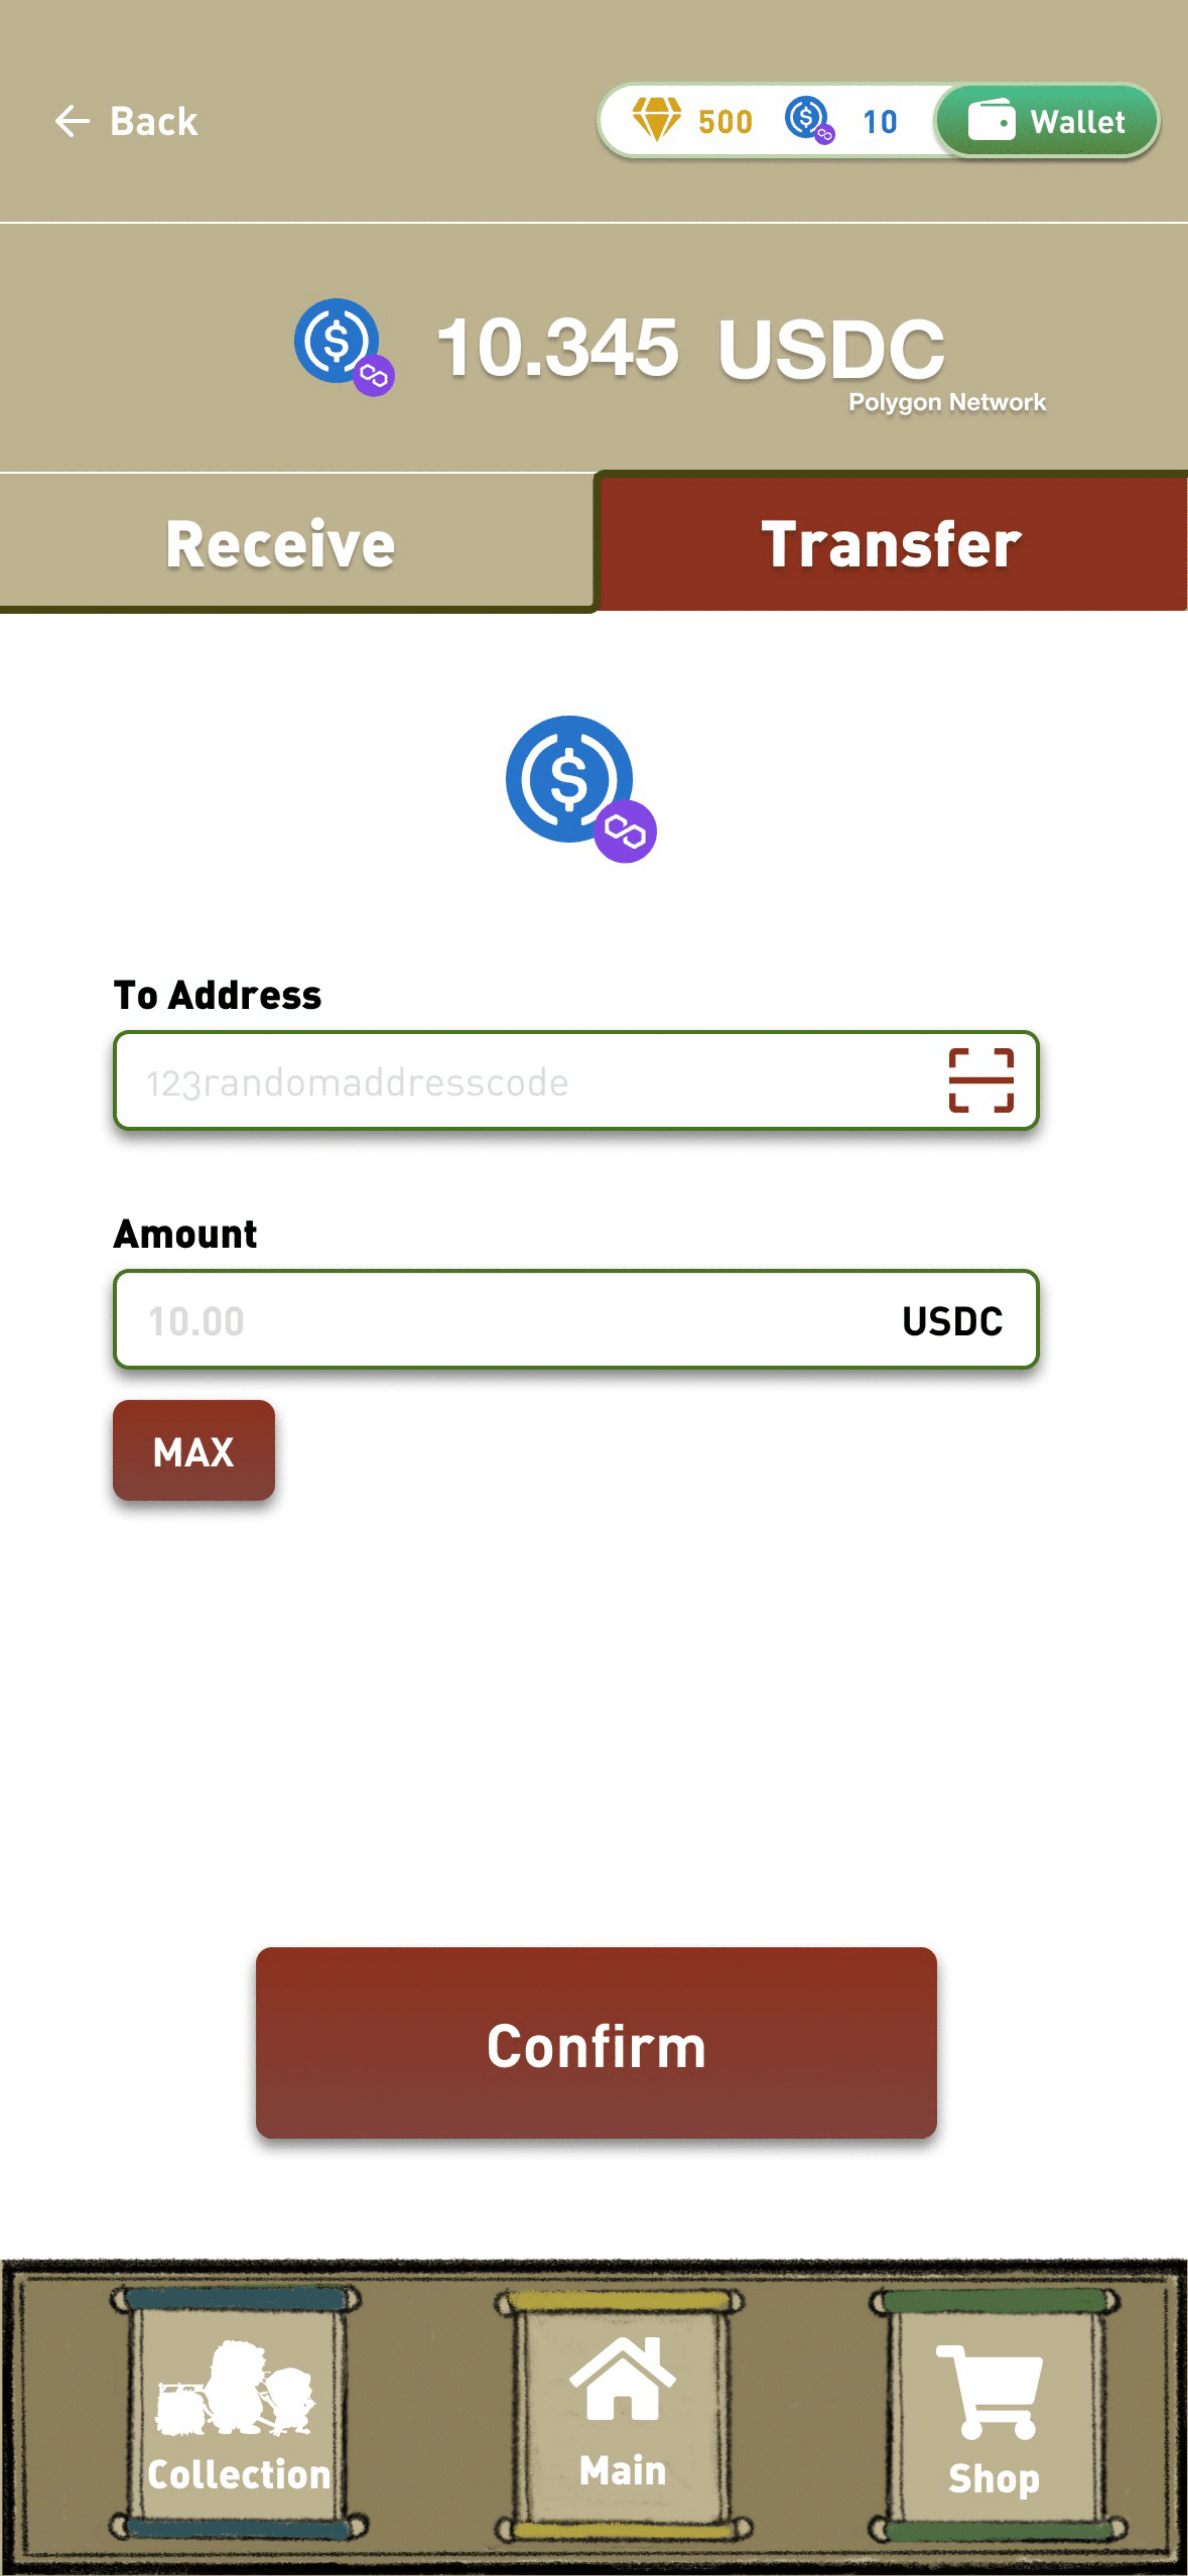 Back
500 10 Wallet
10.345 USDC
Polygon Network
Receive Transfer
To Address
123randomaddresscode
Amount
10.00 USDC
MAX
Confirm
Collection Main Shop